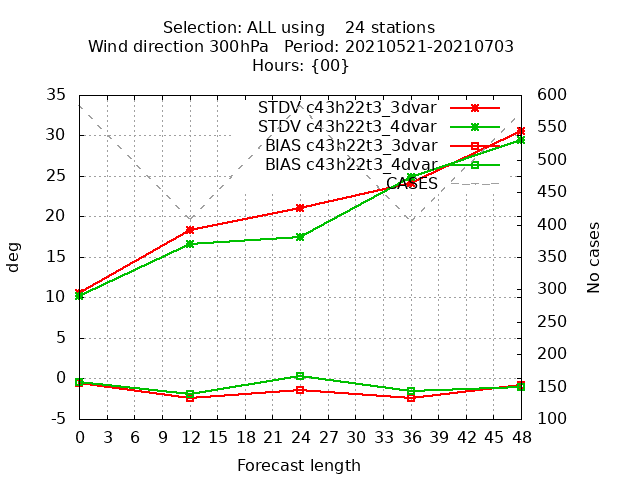 Selection: ALL using    24 stations
Wind direction 300hPa   Period: 20210521-20210703
Hours: {00}
35 600
STDV c43h22t3_3dvar
550
STDV c43h22t3_4dvar
30
BIAS c43h22t3_3dvar
500
BIAS c43h22t3_4dvar
25
CASES
450
20
400
15 350
10 300
250
5
200
0
150
-5 100
0 3 6 9 12 15 18 21 24 27 30 33 36 39 42 45 48
deg
No cases
Forecast length